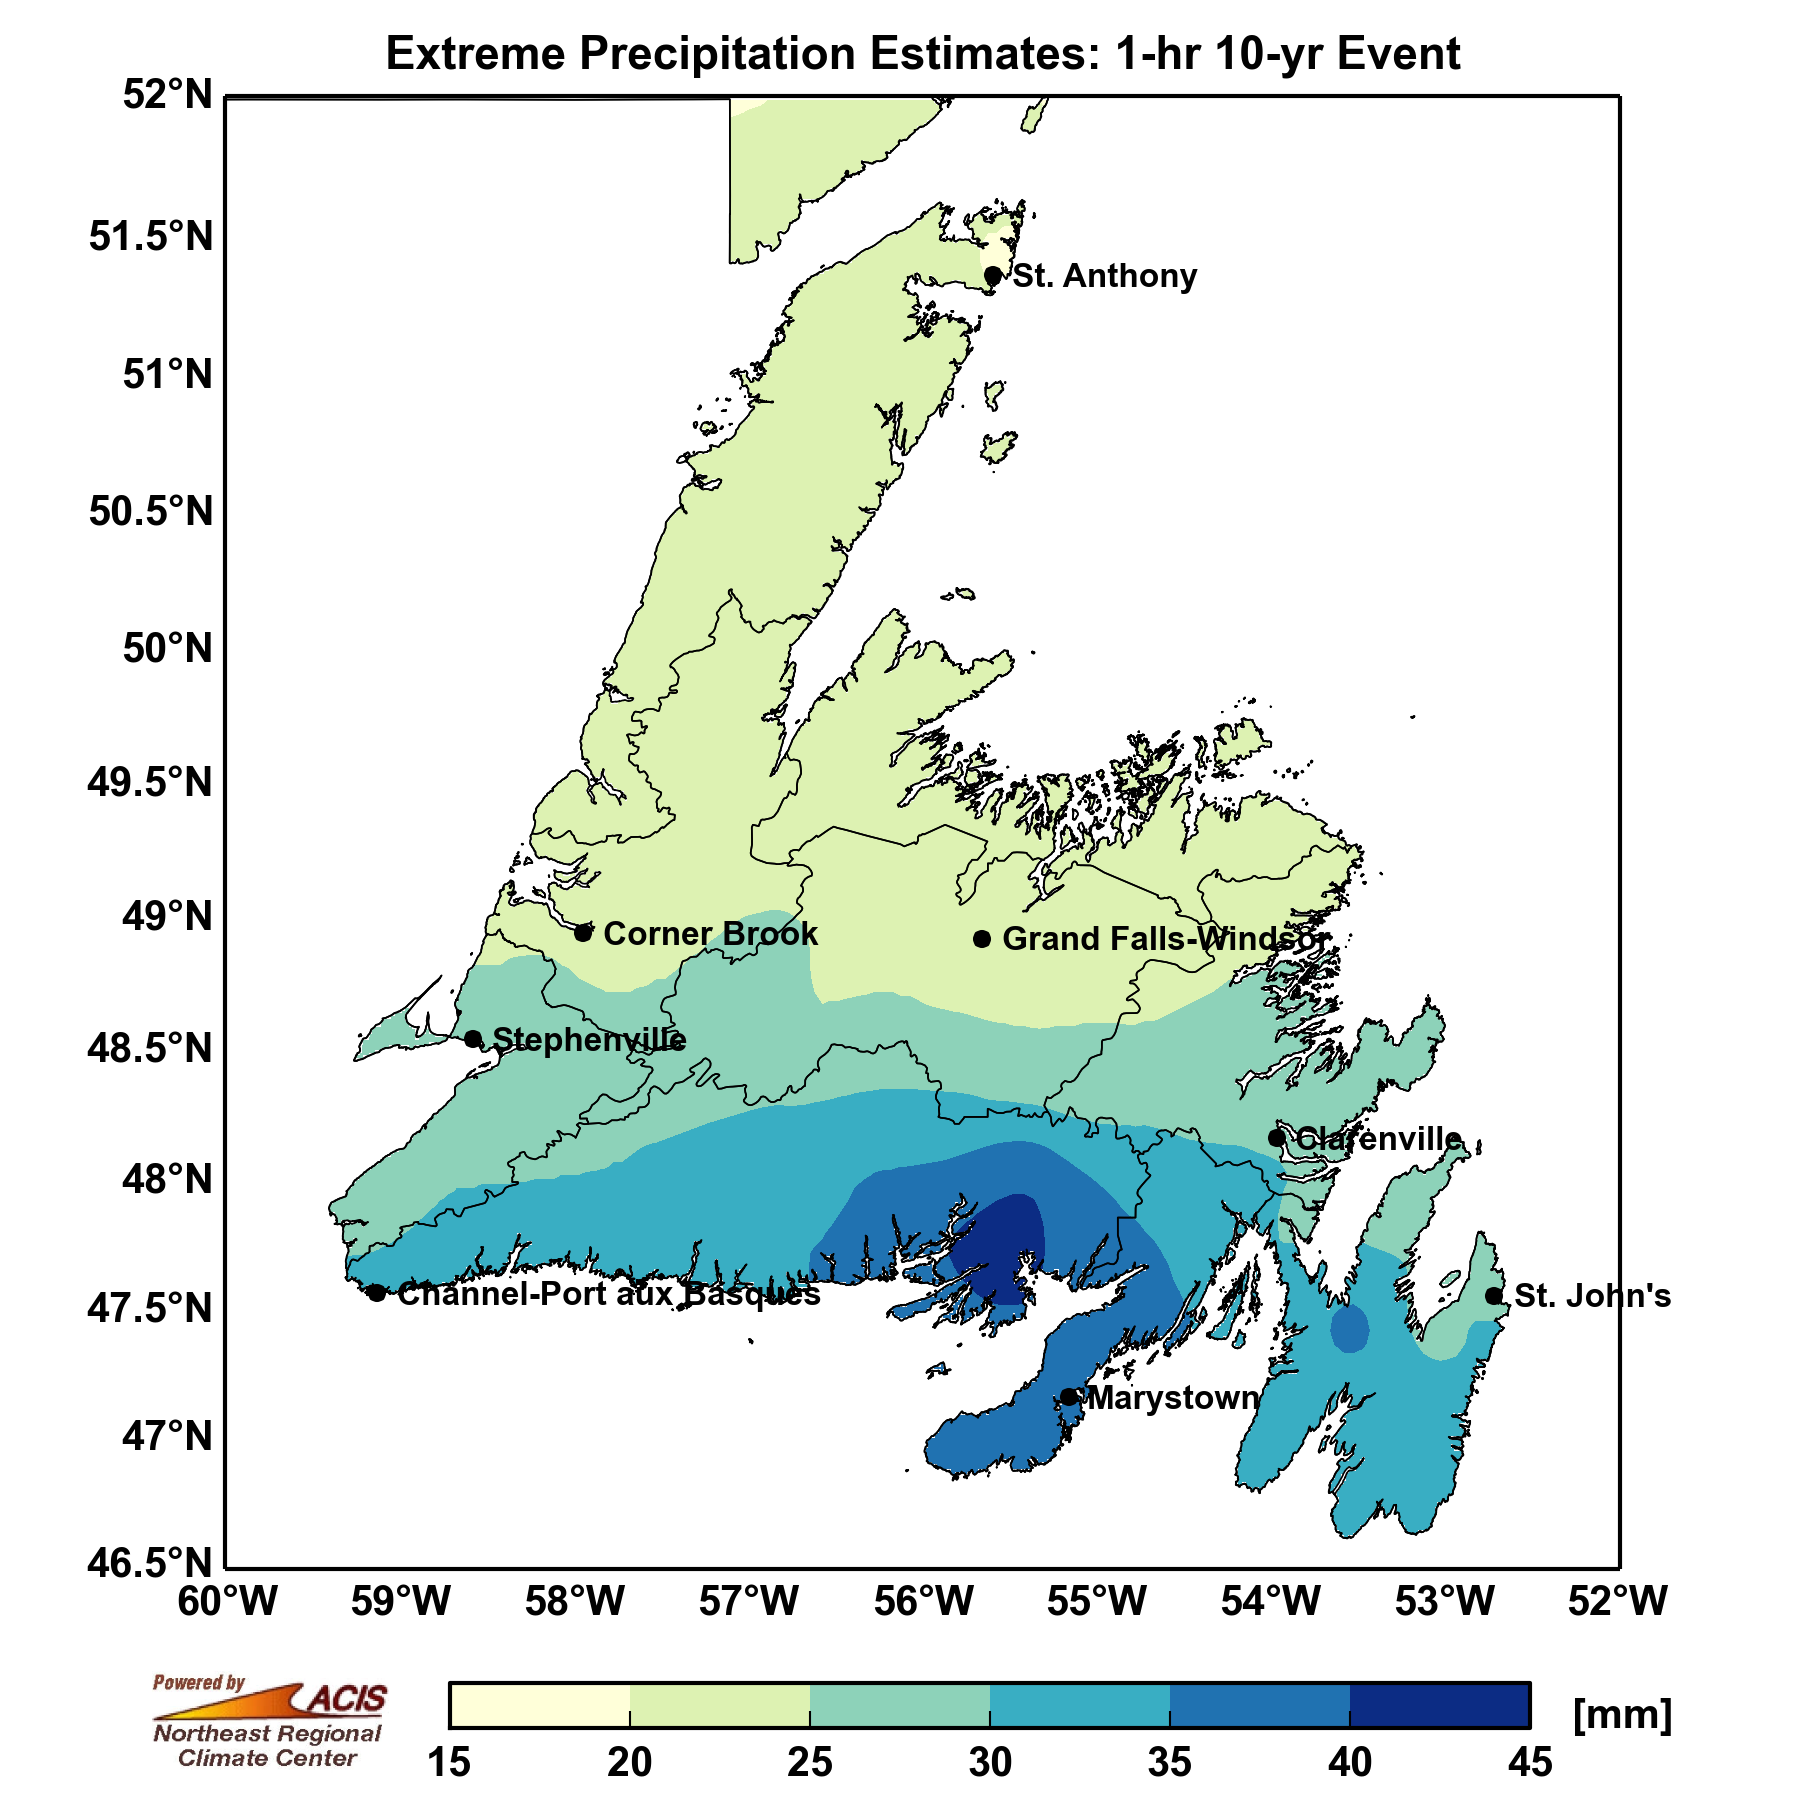 Extreme Precipitation Estimates: 1-hr 10-yr Event
52°N
51.5°N
St. Anthony
51°N
50.5°N
50°N
49.5°N
49°N
Corner Brook
Grand Falls-Windsor
48.5°N
Stephenville
Clarenville
48°N
47.5°N
Channel-Port aux Basques
St. John's
Marystown
47°N
46.5°N
60°W 59°W 58°W 57°W 56°W 55°W 54°W 53°W 52°W
Powered by
ACIS
Northeast Regional
Climate Center
[mm]
15 20 25 30 35 40 45